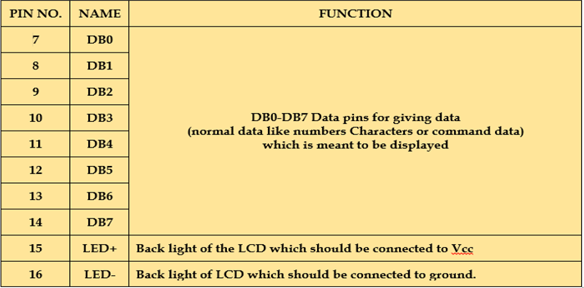 PIN NO. NAME FUNCTION
7 DB0
8 DB1
9 DB2
10 DB3
11 DB4
12 DB5
13 DB6
14 DB7
DB0-DB7 Data pins for giving data
(normal data like numbers Characters or command data)
which is meant to be displayed
15 LED+ Back light of the LCD which should be connected to Vcc
16 LED- Back light of LCD which should be connected to ground.